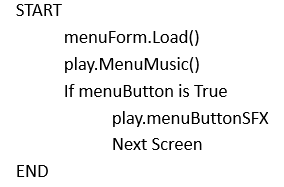 START
menuForm.Load()
play.MenuMusic()
If menuButton is True
play.menuButtonSFX
Next Screen
END